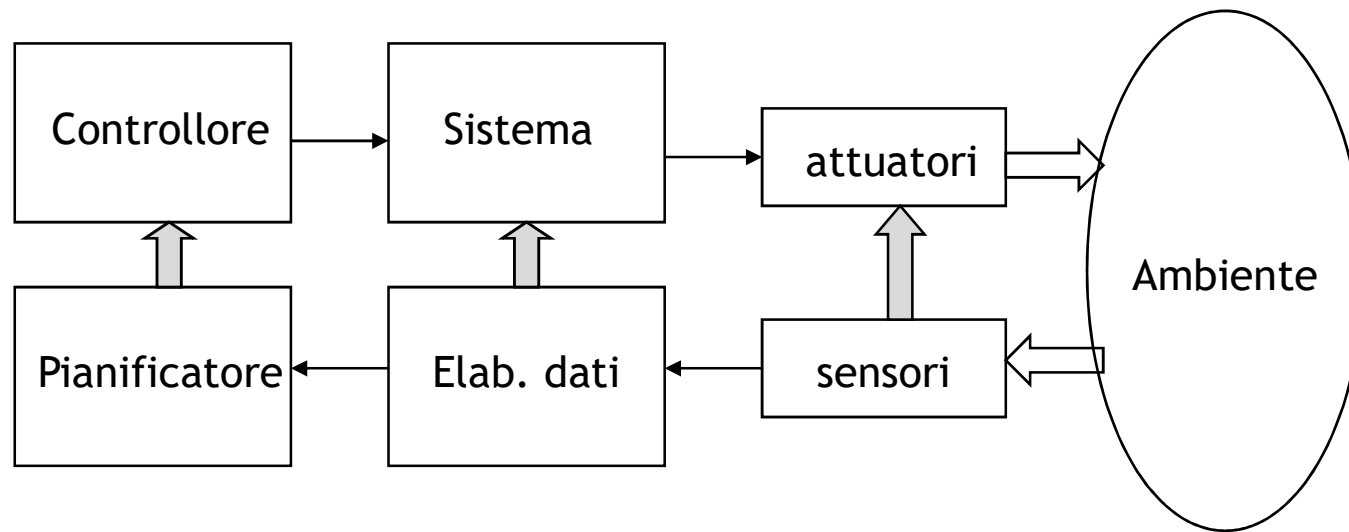 Controllore
Sistema
attuatori
Ambiente
Pianificatore
Elab. dati
sensori